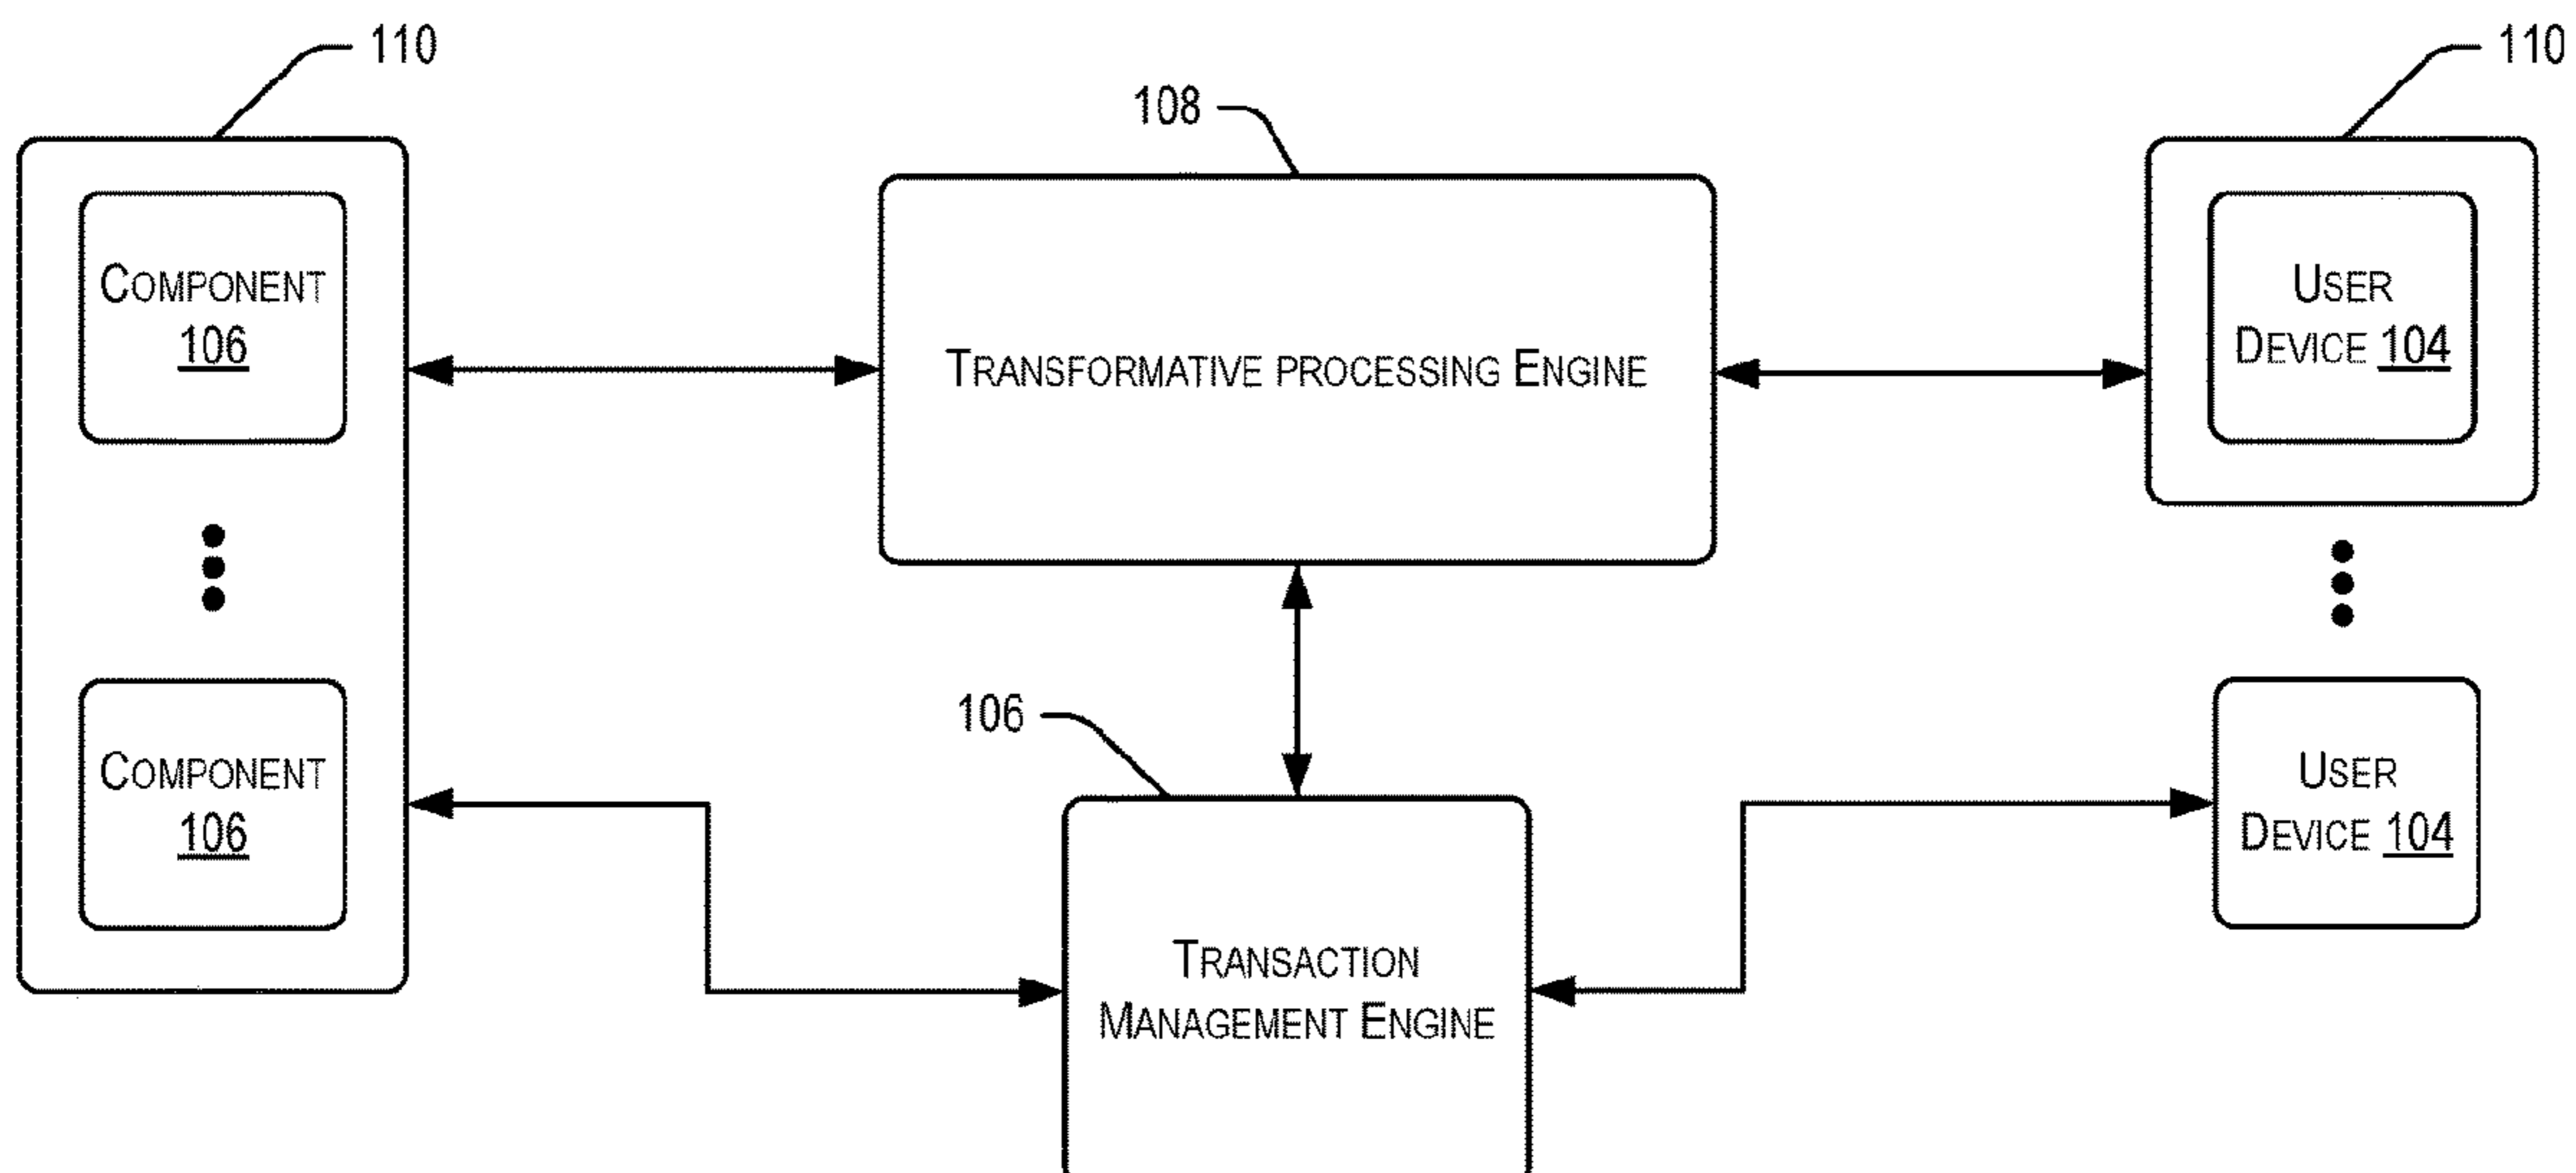 110
108
110
COMPONENT
106
TRANSFORMATIVE PROCESSING ENGINE
USER
DEVICE 104
106
COMPONENT
106
TRANSACTION
MANAGEMENT ENGINE
USER
DEVICE 104